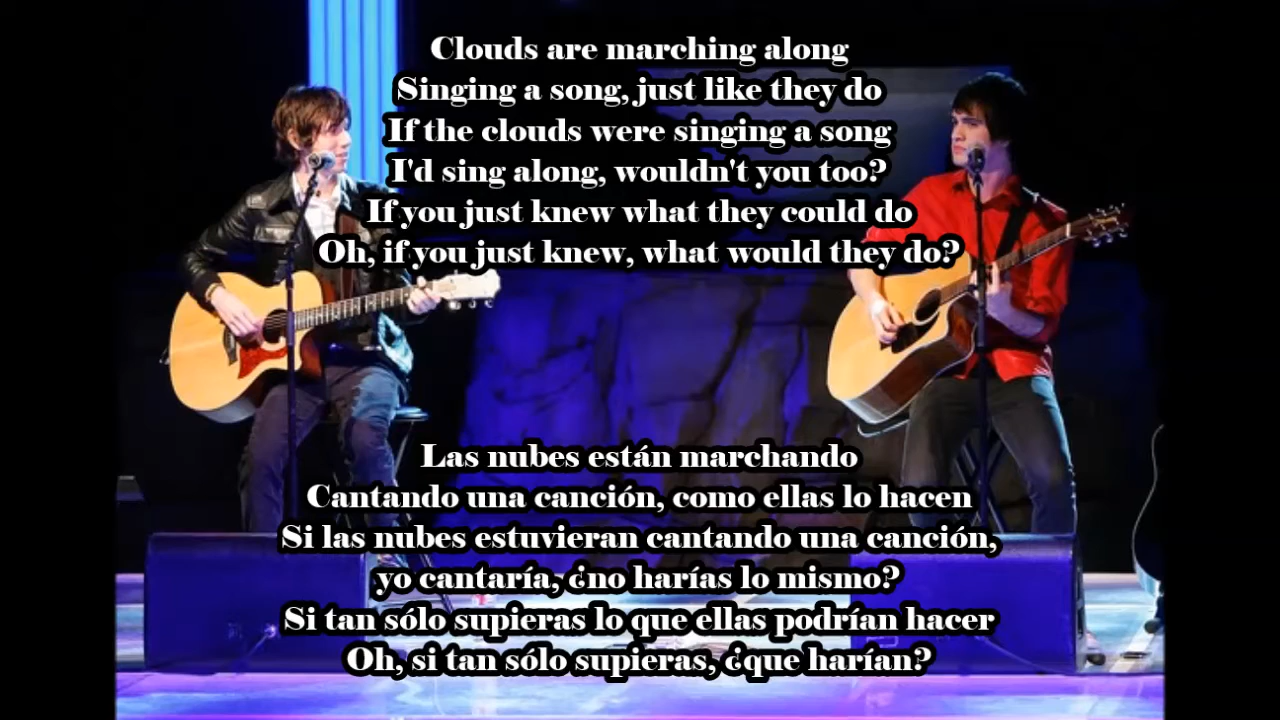 Clouds are marching along
Singing a song, just like they do
If the clouds were singing a song
I'd sing along, wouldn't you too?
If you just knew what they could do
Oh, if you just knew, what would they do?
Las nubes están marchando
Cantando una canción, como ellas lo hacen
Si las nubes estuvieran cantando una canción,
yo cantaría, ¿no harías lo mismo?
Si tan sólo supieras lo que ellas podrían hacer
Oh, si tan sólo supieras, ¿que harían?